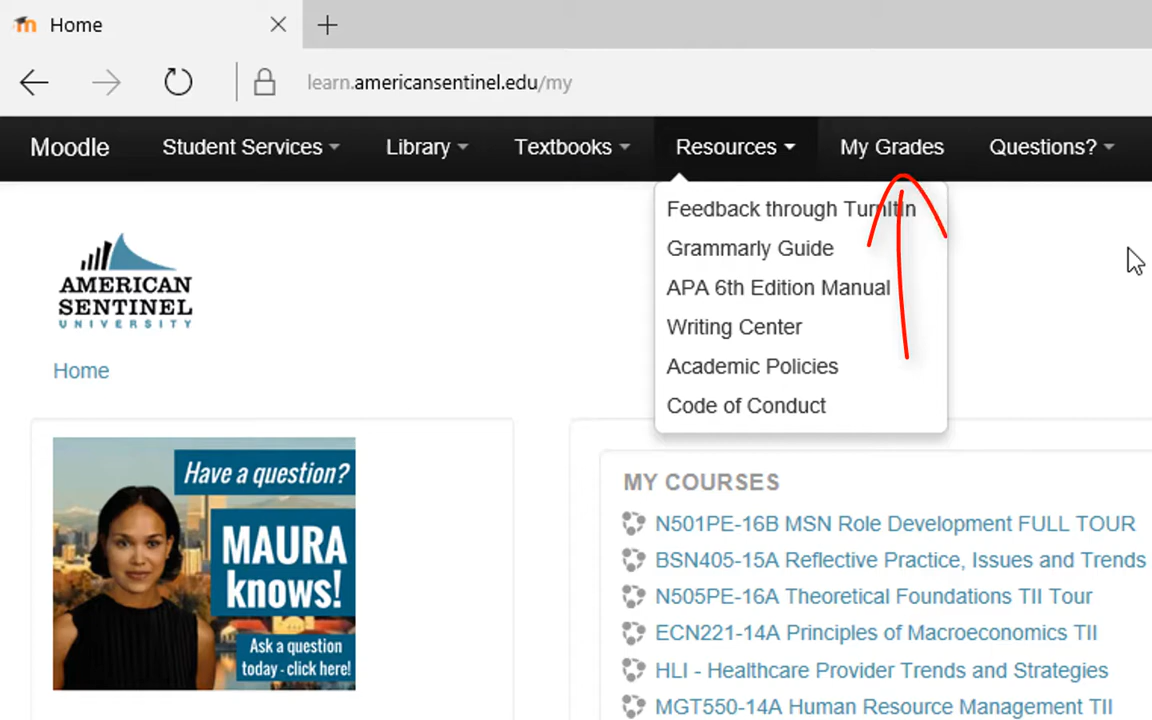 Home
learn.americansentinel.edu/my
Moodle Student Services Library Textbooks Resources My Grades Questions?
Feedback through TurnItIn
Grammarly Guide
APA 6th Edition Manual
Writing Center
Academic Policies
Code of Conduct
AMERICAN
SENTINEL
UNIVERSITY
Home
Have a question?
MAURA
knows!
Ask a question
today - click here!
MY COURSES
N501PE-16B MSN Role Development FULL TOUR
BSN405-15A Reflective Practice, Issues and Trends
N505PE-16A Theoretical Foundations TII Tour
ECN221-14A Principles of Macroeconomics TII
HLI - Healthcare Provider Trends and Strategies
MGT550-14A Human Resource Management TII